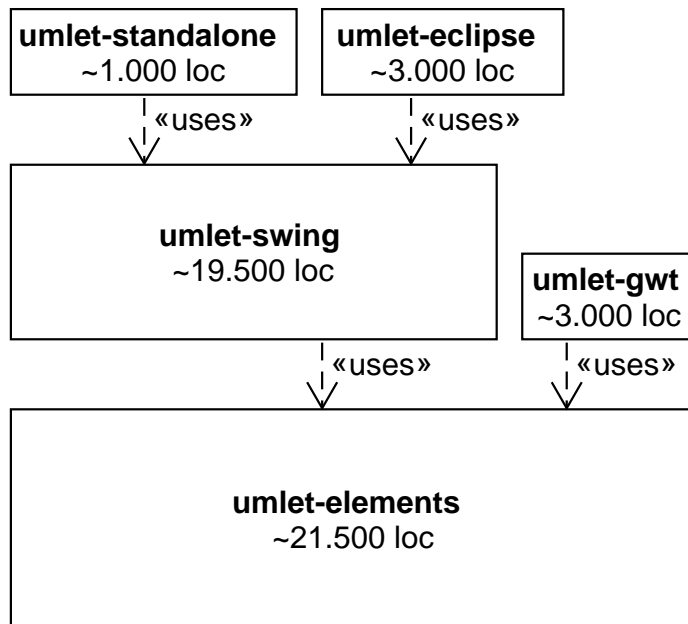 umlet-standalone
~1.000 loc
umlet-eclipse
~3.000 loc
«uses»
«uses»
umlet-swing
~19.500 loc
umlet-gwt
~3.000 loc
«uses»
«uses»
umlet-elements
~21.500 loc